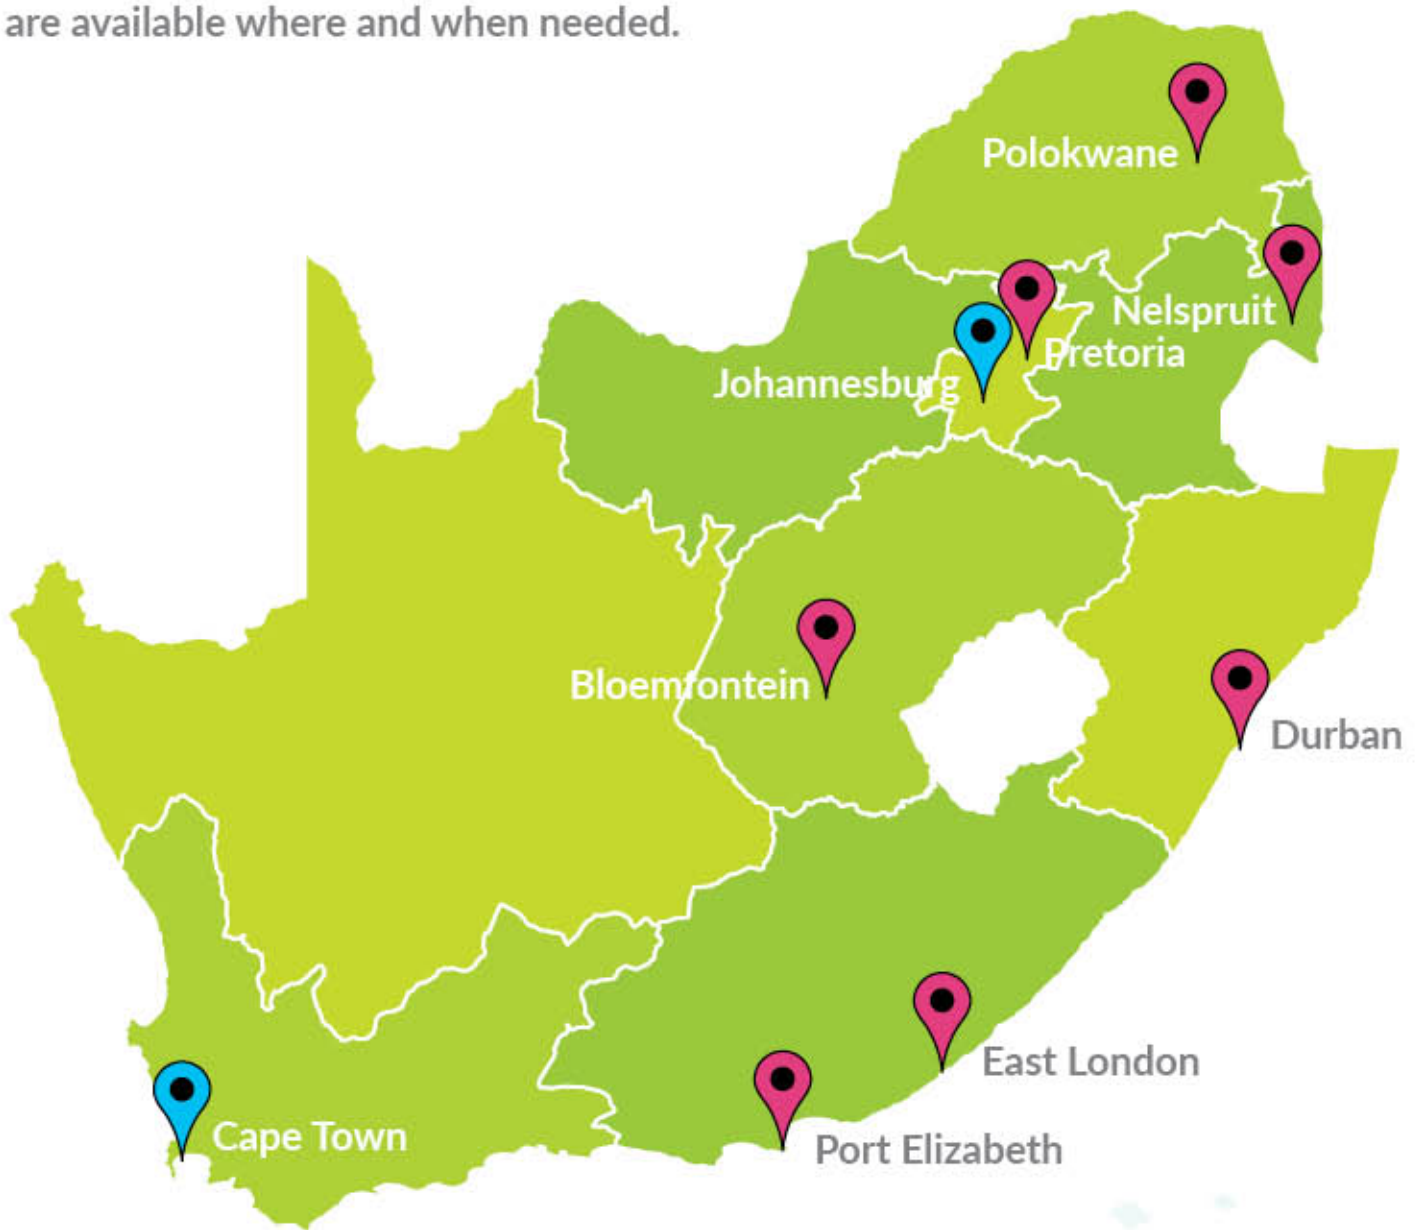 are available where and when needed.
Polokwane
Nelspruit
Pretoria
Johannesburg
Bloemfontein
Durban
East London
Cape Town
Port Elizabeth